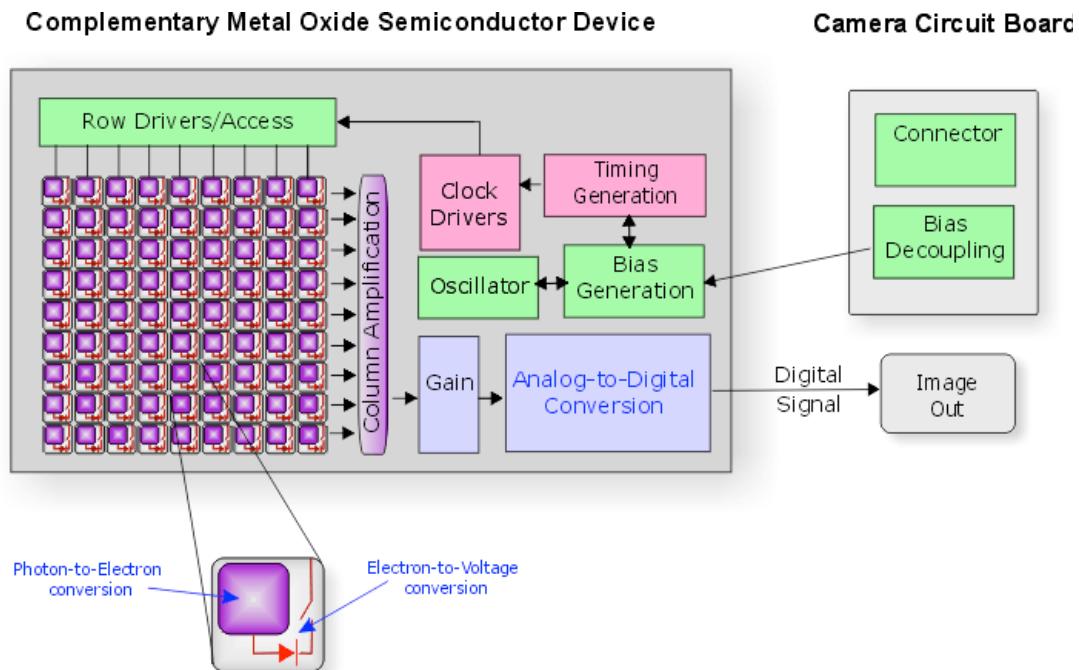 Complementary Metal Oxide Semiconductor Device
Camera Circuit Board
Row Drivers/Access
Connector
Clock
Drivers
Timing
Generation
Column Amplification
Bias
Decoupling
Oscillator
Bias
Generation
Gain
Analog-to-Digital
Conversion
Digital
Signal
Image
Out
Photon-to-Electron
conversion
Electron-to-Voltage
conversion